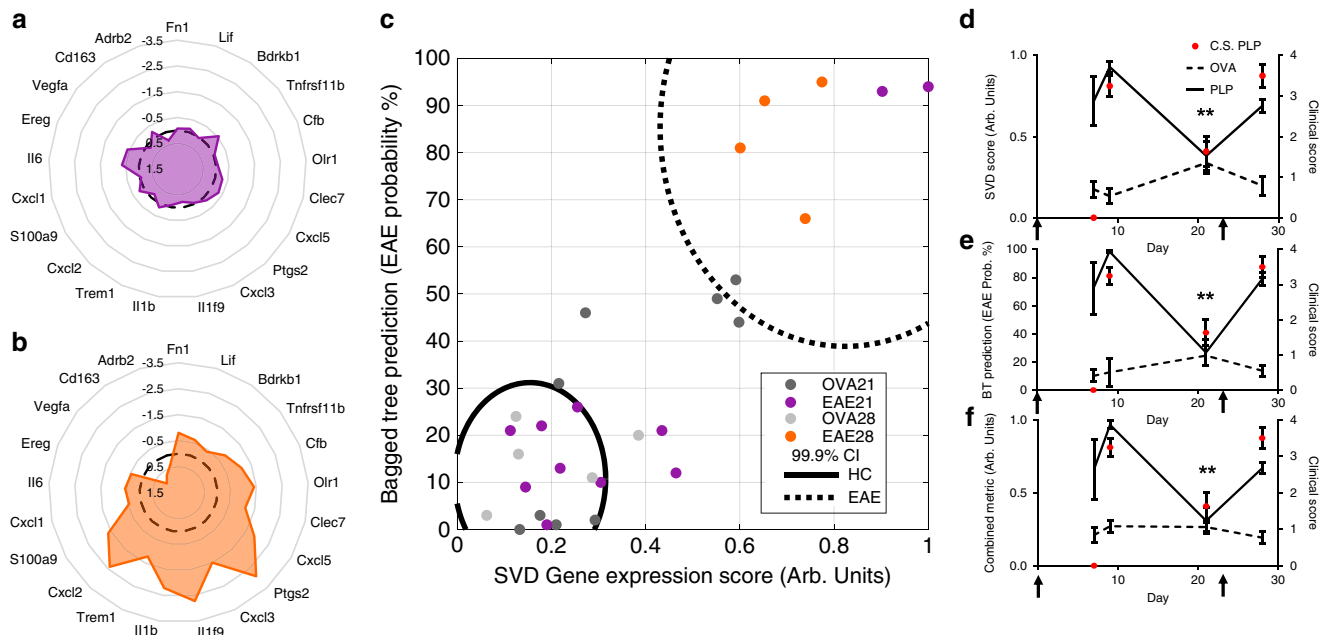 a
Fn1
Lif
Bdrkb1
Tnfrsf11b
Cfb
Olr1
Clec7
Cxcl5
Ptgs2
Cxcl3
Il1f9
Il1b
Trem1
Cxcl2
S100a9
Cxcl1
Il6
Ereg
Vegfa
Cd163
Adrb2
-3.5
-2.5
-1.5
-0.5
0.5
1.5
b
Fn1
Lif
Bdrkb1
Tnfrsf11b
Cfb
Olr1
Clec7
Cxcl5
Ptgs2
Cxcl3
Il1f9
Il1b
Trem1
Cxcl2
S100a9
Cxcl1
Il6
Ereg
Vegfa
Cd163
Adrb2
-3.5
-2.5
-1.5
-0.5
0.5
1.5
c
Bagged tree prediction (EAE probability %)
100
90
80
70
60
50
40
30
20
10
0
0
0.2
0.4
0.6
0.8
1
SVD Gene expression score (Arb. Units)
OVA21
EAE21
OVA28
EAE28
99.9% CI
HC
EAE
d
C.S. PLP
OVA
PLP
SVD score (Arb. Units)
1.0
0.5
0.0
**
4
3
2
1
0
Clinical score
10
20
30
Day
e
BT prediction (EAE Prob. %)
100
80
60
40
20
0
**
4
3
2
1
0
Clinical score
f
Combined metric (Arb. Units)
1.0
0.5
0.0
**
4
3
2
1
0
Clinical score
10
20
30
Day